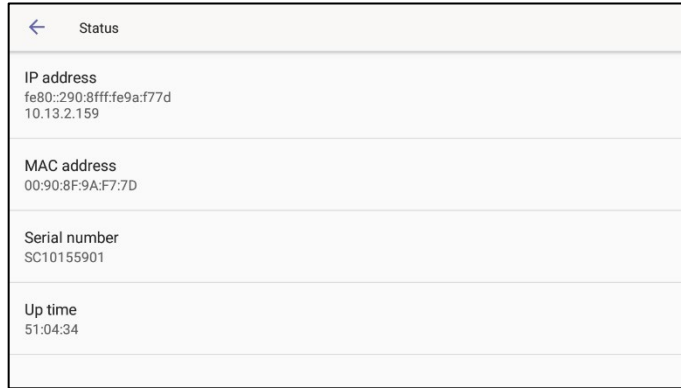 Status
IP address
fe80::290:8fff:fe9a:f77d
10.13.2.159
MAC address
00:90:8F:9A:F7:7D
Serial number
SC10155901
Up time
51:04:34